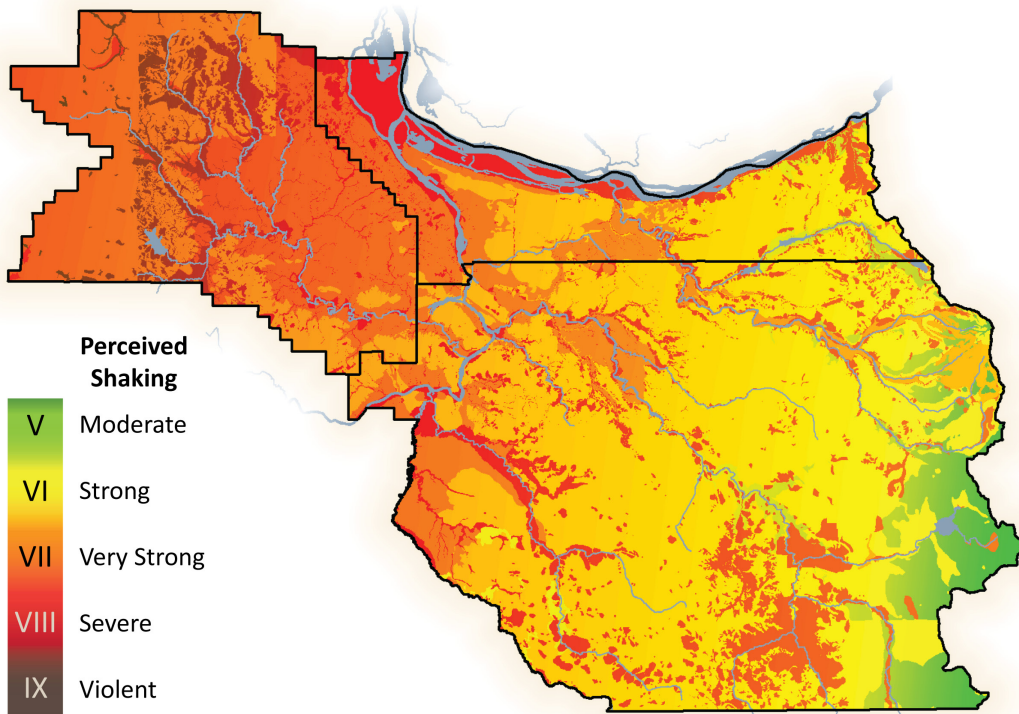 Perceived
Shaking
V Moderate
VI Strong
VII Very Strong
VIII Severe
IX Violent